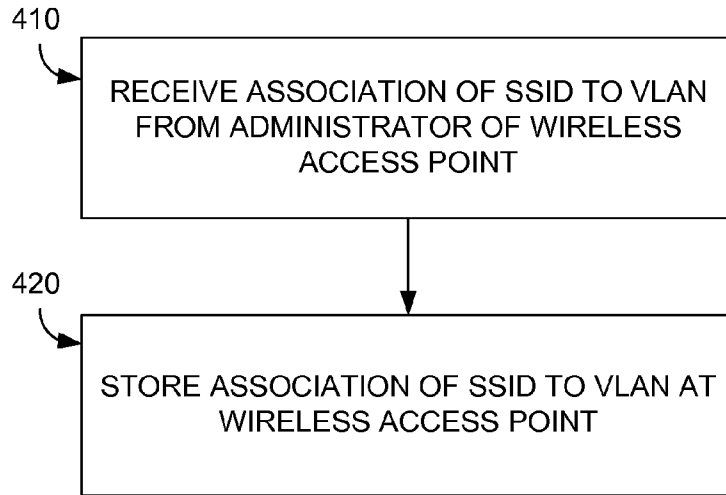 410
RECEIVE ASSOCIATION OF SSID TO VLAN
FROM ADMINISTRATOR OF WIRELESS
ACCESS POINT
420
STORE ASSOCIATION OF SSID TO VLAN AT
WIRELESS ACCESS POINT